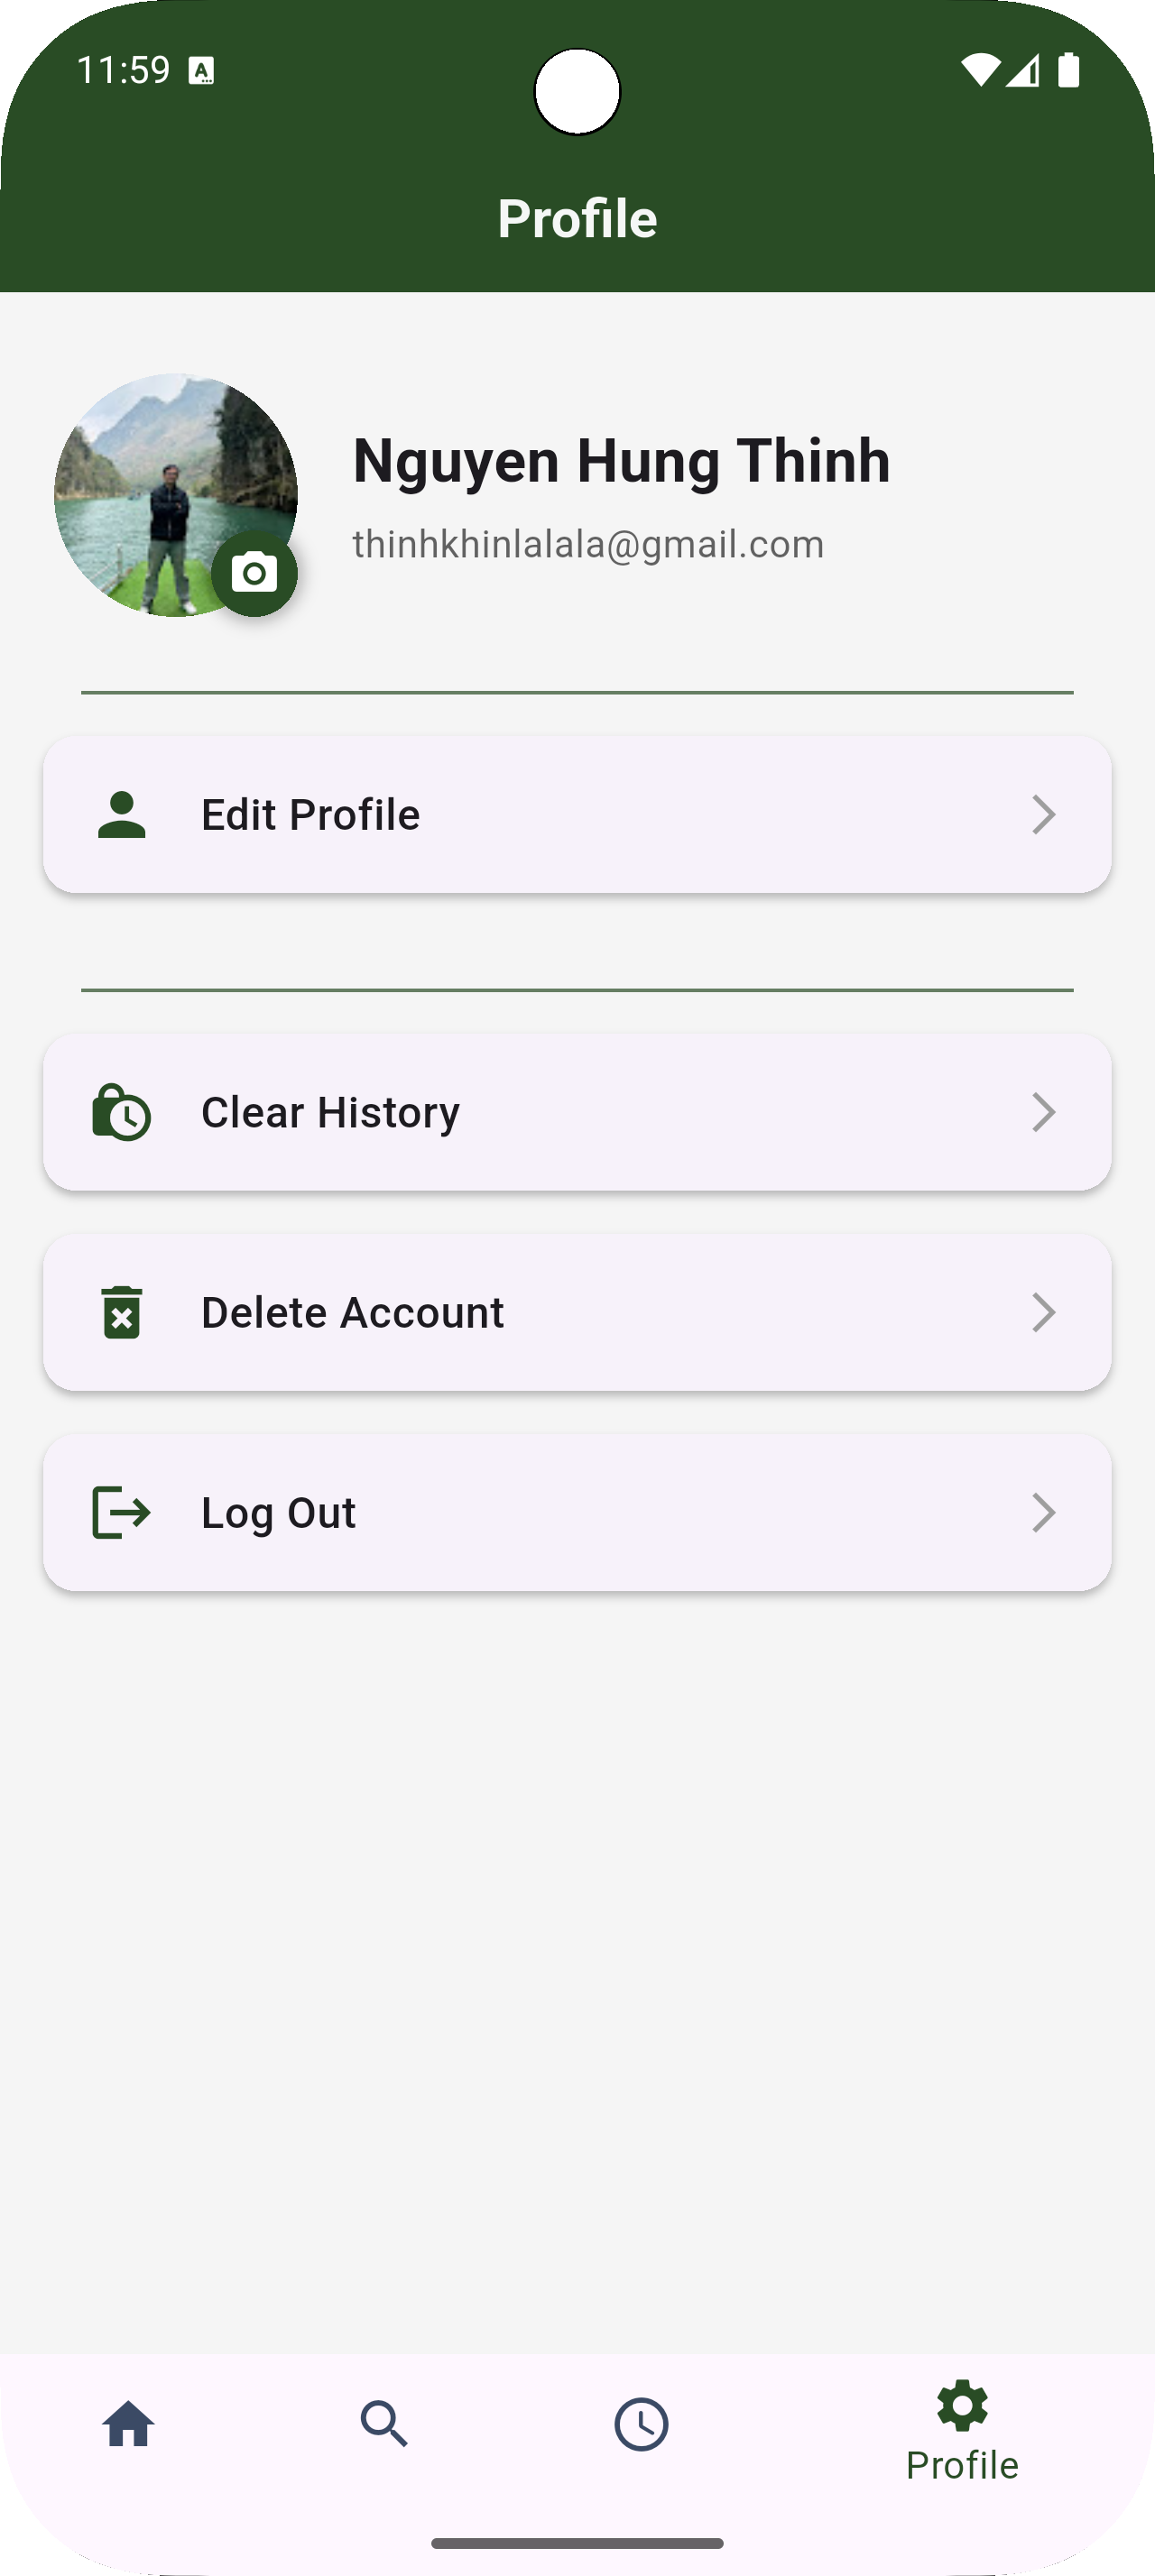 11:59
Profile
Nguyen Hung Thinh
thinhkhinlalala@gmail.com
Edit Profile
Clear History
Delete Account
Log Out
Profile